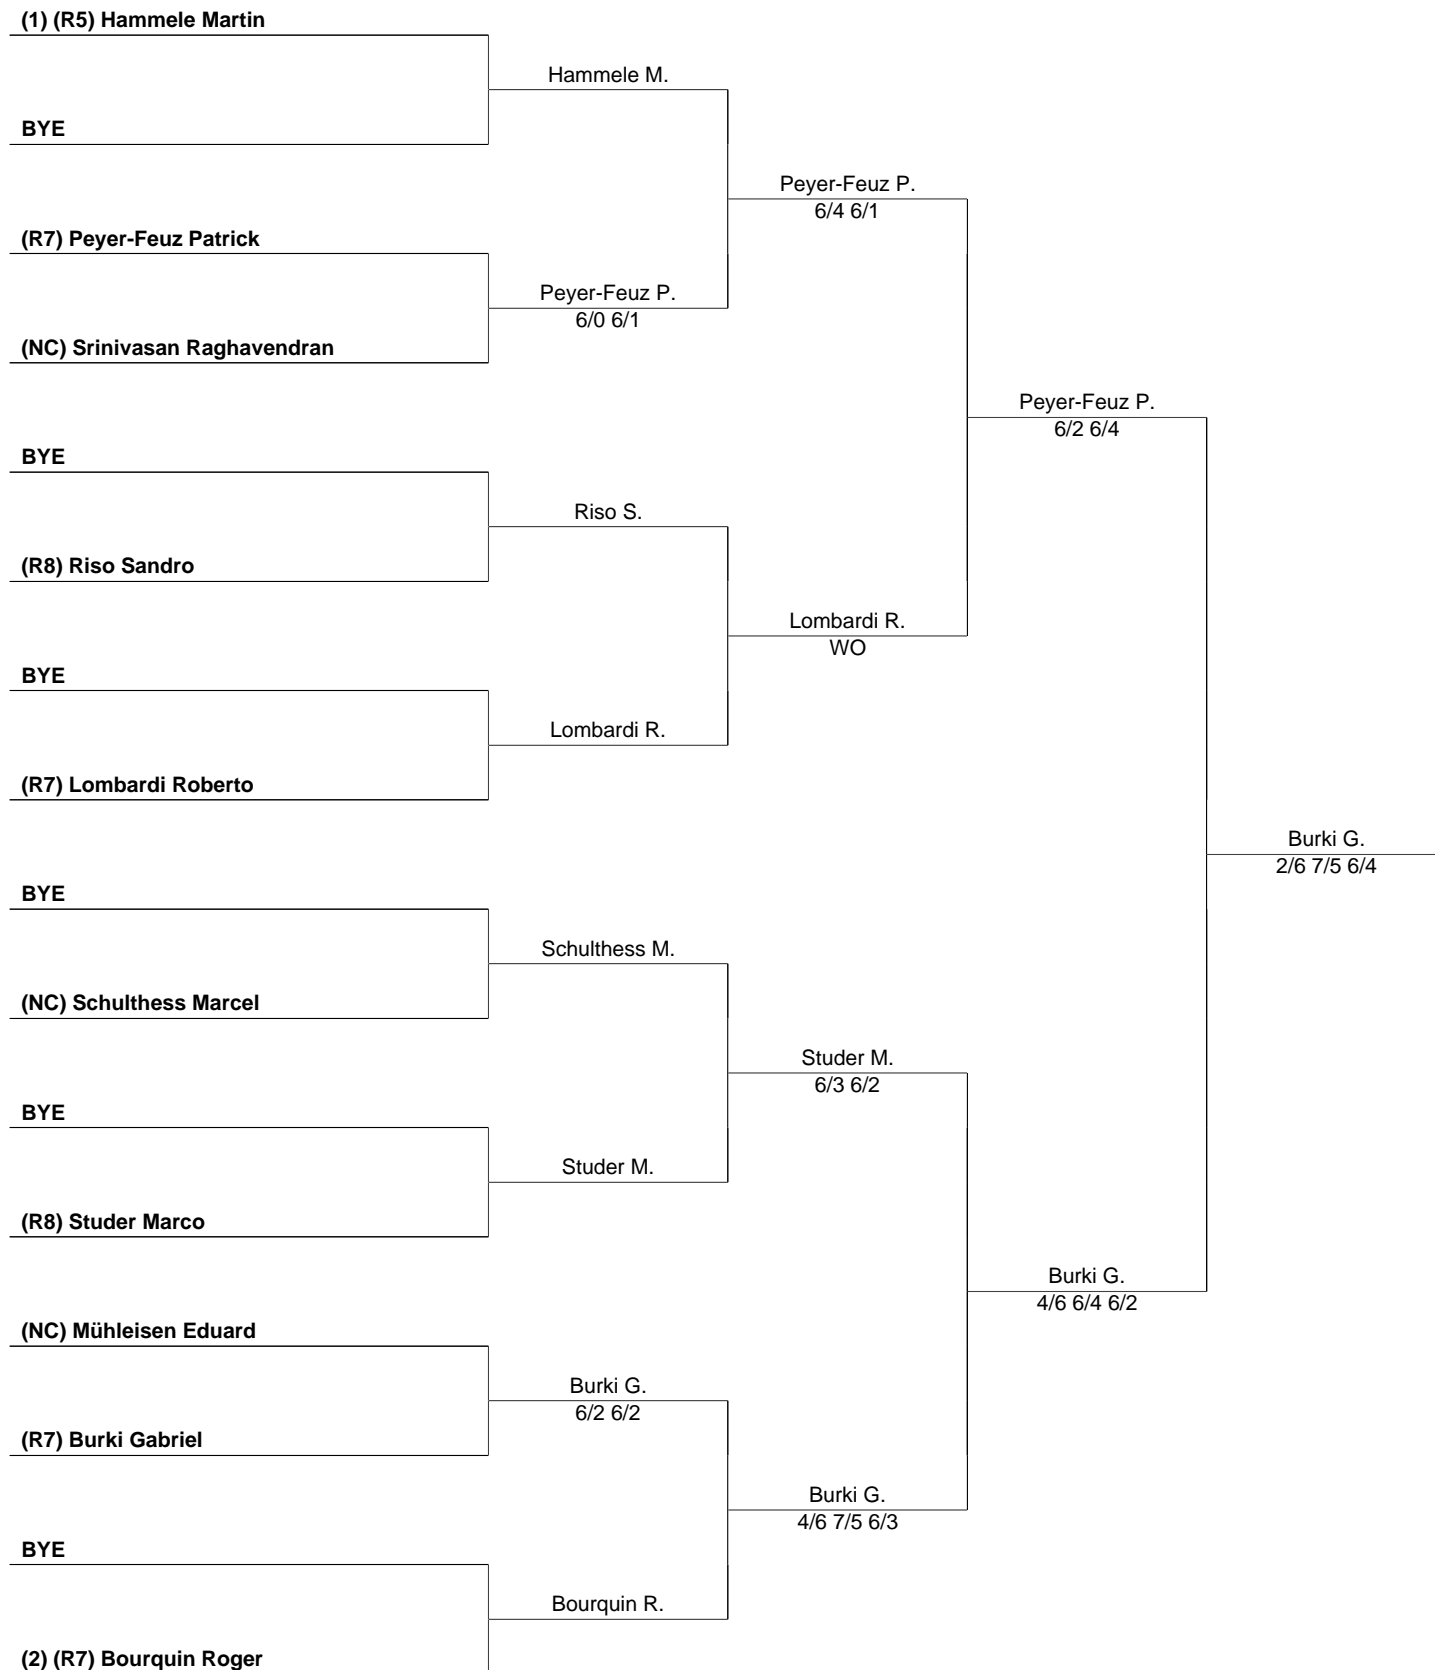 (1) (R5) Hammele Martin
Hammele M.
BYE
Peyer-Feuz P.
6/4 6/1
(R7) Peyer-Feuz Patrick
Peyer-Feuz P.
6/0 6/1
(NC) Srinivasan Raghavendran
Peyer-Feuz P.
6/2 6/4
BYE
Riso S.
(R8) Riso Sandro
Lombardi R.
WO
BYE
Lombardi R.
(R7) Lombardi Roberto
Burki G.
2/6 7/5 6/4
BYE
Schulthess M.
(NC) Schulthess Marcel
Studer M.
6/3 6/2
BYE
Studer M.
(R8) Studer Marco
Burki G.
4/6 6/4 6/2
(NC) Mühleisen Eduard
Burki G.
6/2 6/2
(R7) Burki Gabriel
Burki G.
4/6 7/5 6/3
BYE
Bourquin R.
(2) (R7) Bourquin Roger